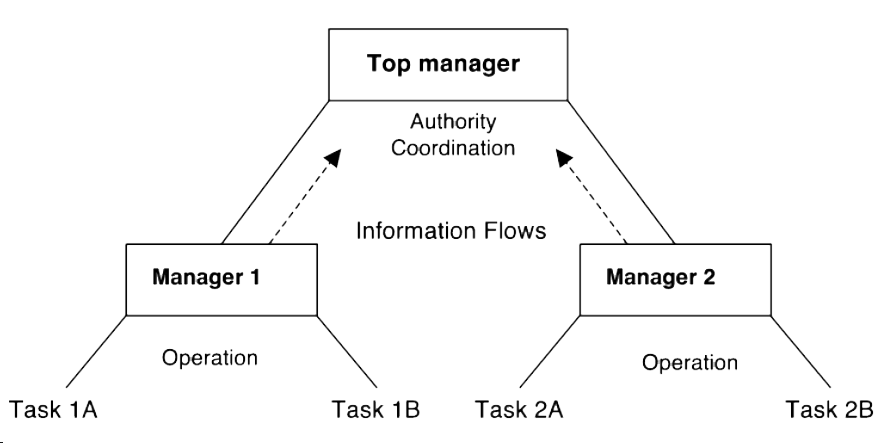 Top manager
Authority
Coordination
Information Flows
Manager 1
Manager 2
Operation
Operation
Task 1A
Task 1B
Task 2A
Task 2B